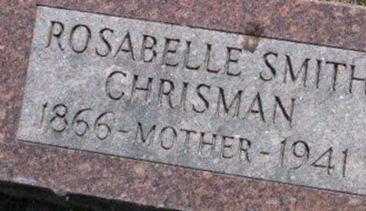 ROSABELLE SMITH
CHRISMAN
1866-MOTHER-1941